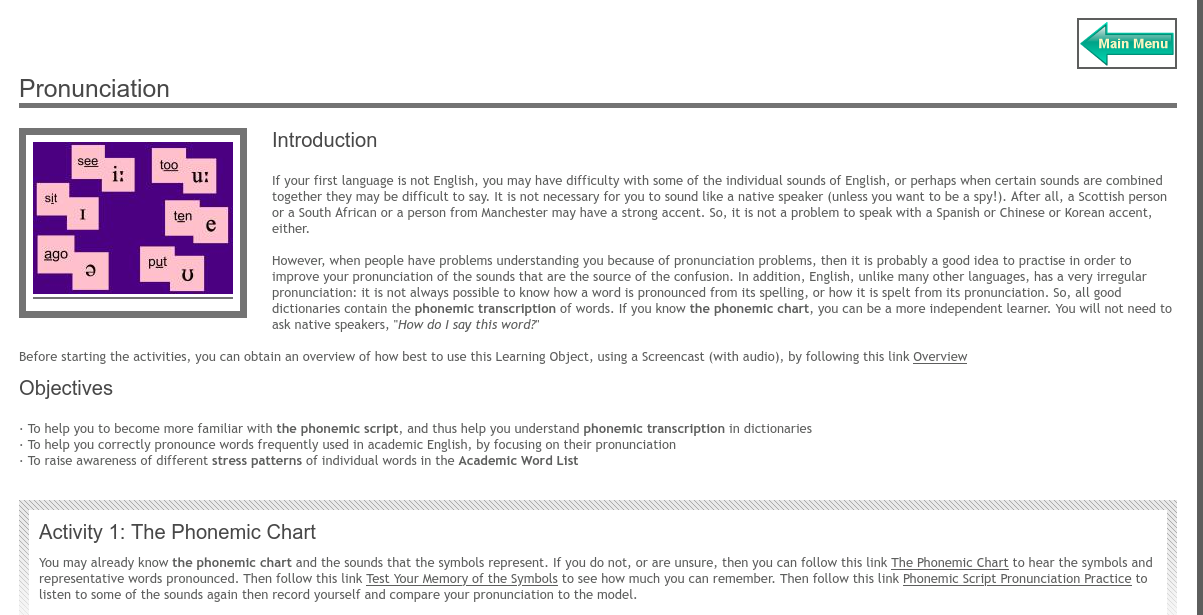 Main Menu
Pronunciation
see
iː
too
uː
sit
ɪ
ten
e
ago
ə
put
ʊ
Introduction
If your first language is not English, you may have difficulty with some of the individual sounds of English, or perhaps when certain sounds are combined
together they may be difficult to say. It is not necessary for you to sound like a native speaker (unless you want to be a spy!). After all, a Scottish person
or a South African or a person from Manchester may have a strong accent. So, it is not a problem to speak with a Spanish or Chinese or Korean accent,
either.
However, when people have problems understanding you because of pronunciation problems, then it is probably a good idea to practise in order to
improve your pronunciation of the sounds that are the source of the confusion. In addition, English, unlike many other languages, has a very irregular
pronunciation: it is not always possible to know how a word is pronounced from its spelling, or how it is spelt from its pronunciation. So, all good
dictionaries contain the phonemic transcription of words. If you know the phonemic chart, you can be a more independent learner. You will not need to
ask native speakers, "How do I say this word?"
Before starting the activities, you can obtain an overview of how best to use this Learning Object, using a Screencast (with audio), by following this link Overview
Objectives
· To help you to become more familiar with the phonemic script, and thus help you understand phonemic transcription in dictionaries
· To help you correctly pronounce words frequently used in academic English, by focusing on their pronunciation
· To raise awareness of different stress patterns of individual words in the Academic Word List
Activity 1: The Phonemic Chart
You may already know the phonemic chart and the sounds that the symbols represent. If you do not, or are unsure, then you can follow this link The Phonemic Chart to hear the symbols and
representative words pronounced. Then follow this link Test Your Memory of the Symbols to see how much you can remember. Then follow this link Phonemic Script Pronunciation Practice to
listen to some of the sounds again then record yourself and compare your pronunciation to the model.